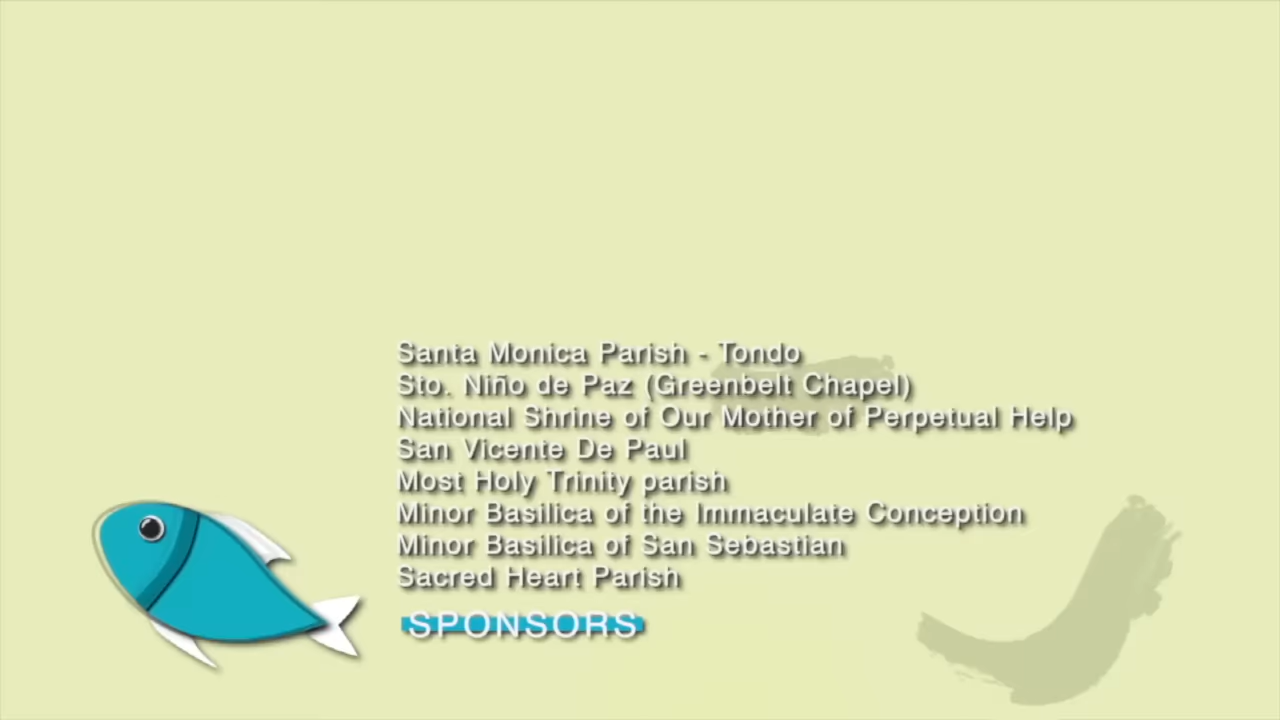 Santa Monica Parish - Tondo
Sto. Niño de Paz (Greenbelt Chapel)
National Shrine of Our Mother of Perpetual Help
San Vicente De Paul
Most Holy Trinity parish
Minor Basilica of the Immaculate Conception
Minor Basilica of San Sebastian
Sacred Heart Parish
SPONSORS